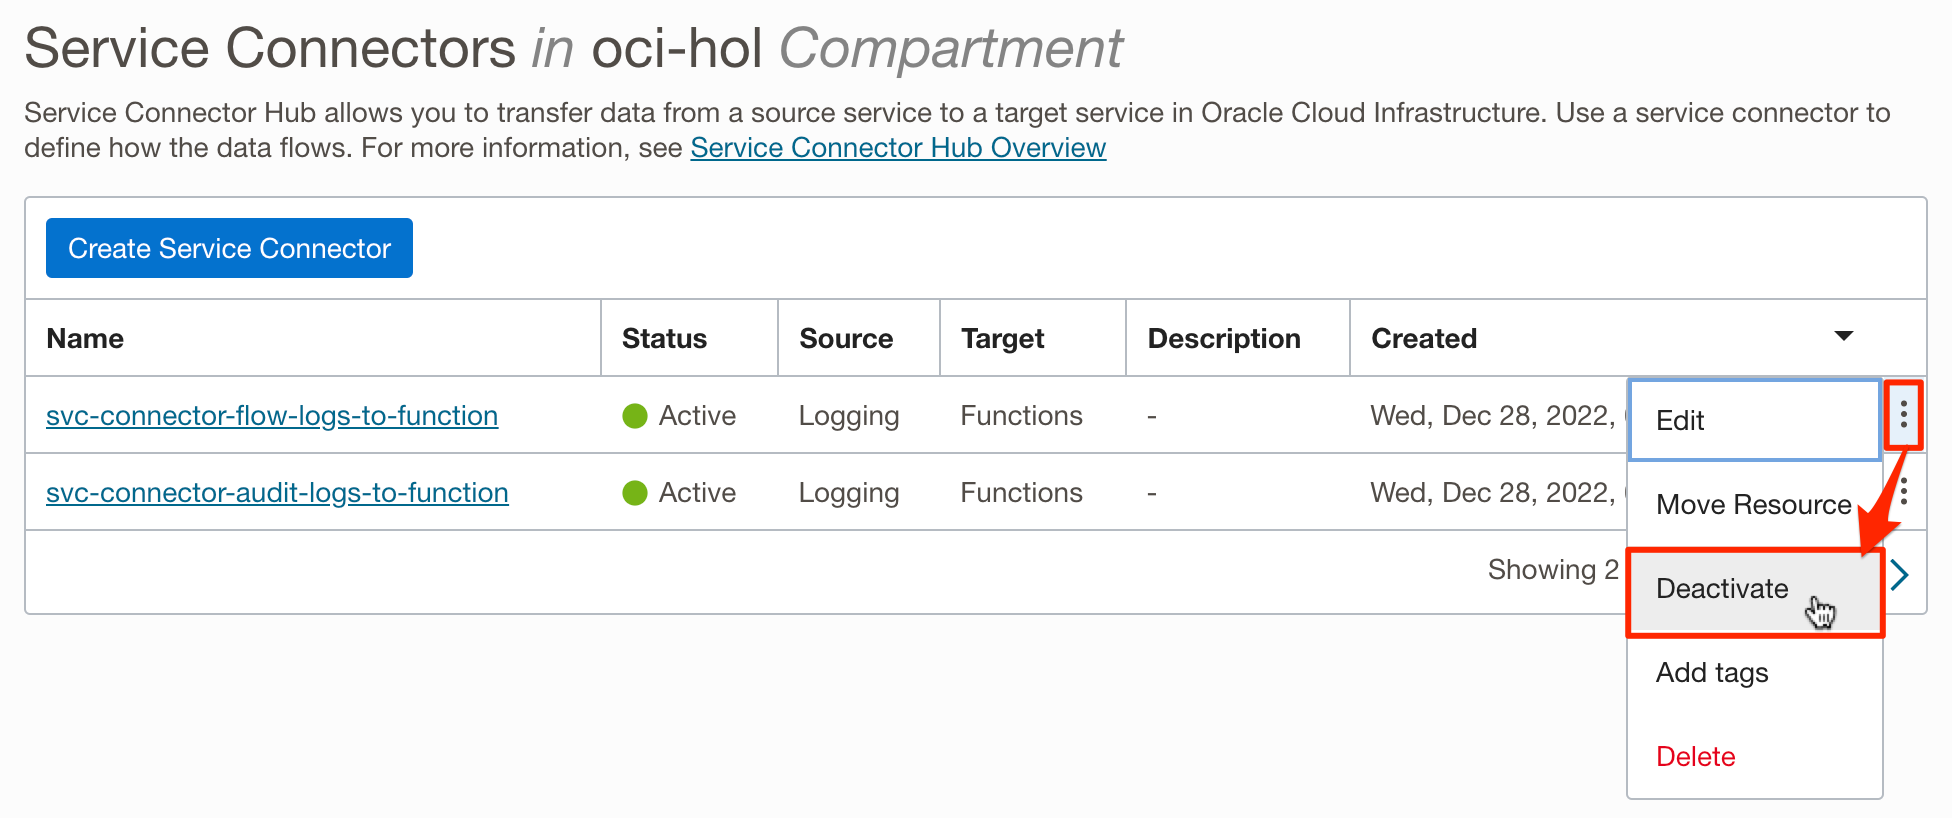 Service Connectors in oci-hol Compartment
Service Connector Hub allows you to transfer data from a source service to a target service in Oracle Cloud Infrastructure. Use a service connector to
define how the data flows. For more information, see Service Connector Hub Overview
Create Service Connector
Name Status Source Target Description Created
svc-connector-flow-logs-to-function Active Logging Functions - Wed, Dec 28, 2022,
svc-connector-audit-logs-to-function Active Logging Functions - Wed, Dec 28, 2022,
Showing 2
Edit
Move Resource
Deactivate
Add tags
Delete